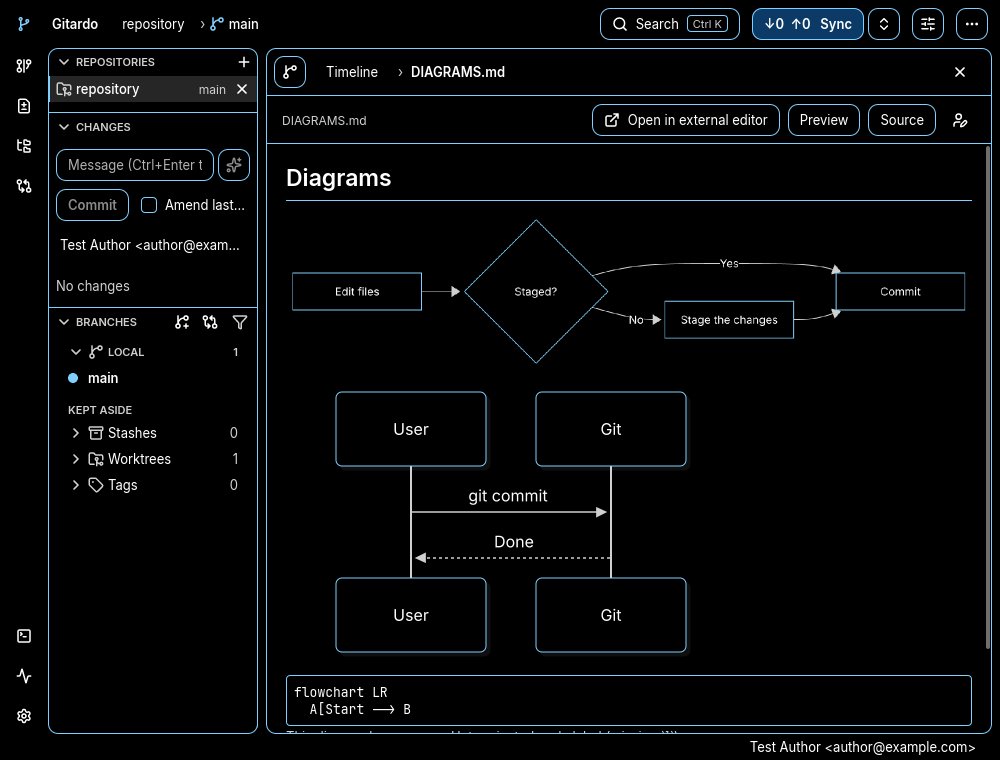 Gitardo
repository
› main
Search Ctrl K
↓0 ↑0 Sync
REPOSITORIES
repository main
CHANGES
Message (Ctrl+Enter t
Commit
Amend last...
Test Author <author@exam...
No changes
BRANCHES
LOCAL 1
main
KEPT ASIDE
Stashes 0
Worktrees 1
Tags 0
Timeline › DIAGRAMS.md
DIAGRAMS.md
Open in external editor
Preview
Source
Diagrams
Edit files
Staged?
Yes
No
Stage the changes
Commit
User
Git
git commit
Done
User
Git
flowchart LR
A[Start --> B
Test Author <author@example.com>